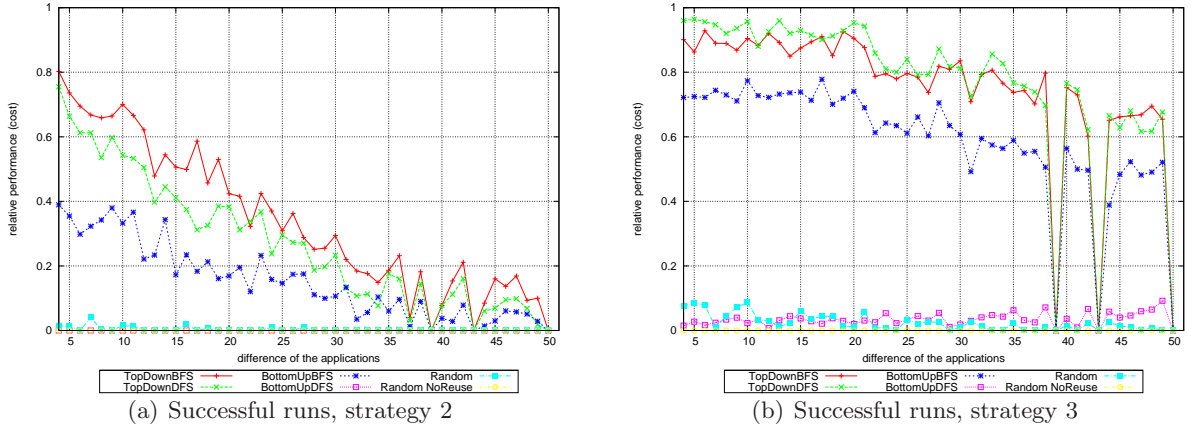 1
0.8
0.6
0.4
0.2
0
relative performance (cost)
5 10 15 20 25 30 35 40 45 50
difference of the applications
TopDownBFS BottomUpBFS Random
TopDownDFS BottomUpDFS Random NoReuse
(a) Successful runs, strategy 2
1
0.8
0.6
0.4
0.2
0
relative performance (cost)
5 10 15 20 25 30 35 40 45 50
difference of the applications
TopDownBFS BottomUpBFS Random
TopDownDFS BottomUpDFS Random NoReuse
(b) Successful runs, strategy 3